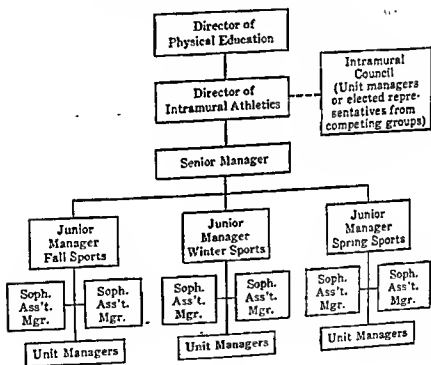 Director of
Physical Education
Director of
Intramural Athletics
Intramural
Council
(Unit managers
or elected repre-
sentatives from
competing groups)
Senior Manager
Junior
Manager
Fall Sports
Junior
Manager
Winter Sports
Junior
Manager
Spring Sports
Soph.
Ass't.
Mgr.
Soph.
Ass't.
Mgr.
Soph.
Ass't.
Mgr.
Soph.
Ass't.
Mgr.
Soph.
Ass't.
Mgr.
Soph.
Ass't.
Mgr.
Unit Managers
Unit Managers
Unit Managers